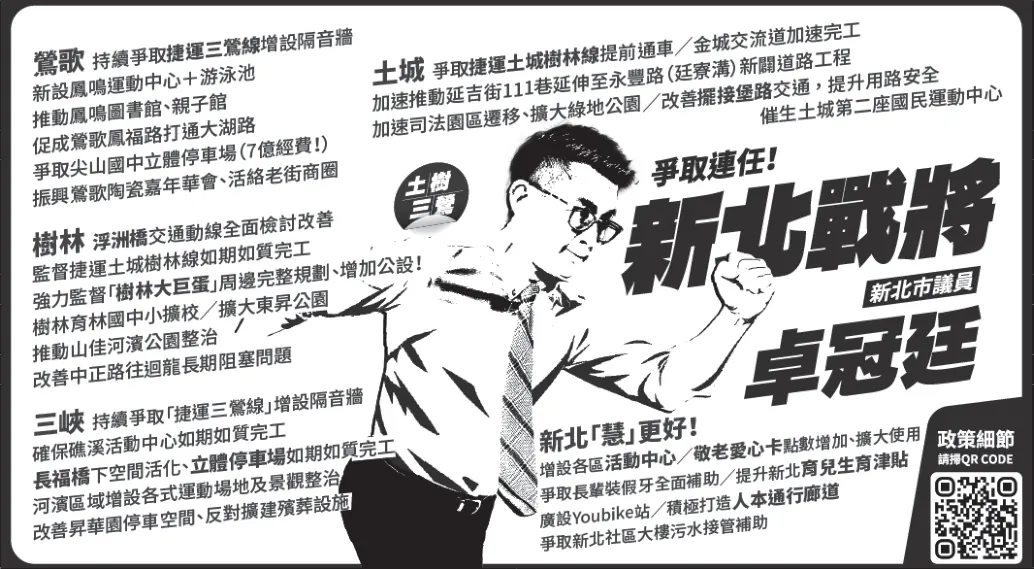 鶯歌 持續爭取捷運三鶯線增設隔音牆
新設鳳鳴運動中心＋游泳池
推動鳳鳴圖書館、親子館
促成鶯歌鳳福路打通大湖路
爭取尖山國中立體停車場（7億經費！）
振興鶯歌陶瓷嘉年華會、活絡老街商圈
樹林 浮洲橋交通動線全面檢討改善
監督捷運土城樹林線如期如質完工
強力監督「樹林大巨蛋」周邊完整規劃、增加公設！
樹林育林國中小擴校／擴大東昇公園
推動山佳河濱公園整治
改善中正路往迴龍長期阻塞問題
三峽 持續爭取「捷運三鶯線」增設隔音牆
確保礁溪活動中心如期如質完工
長福橋下空間活化、立體停車場如期如質完工
河濱區域增設各式運動場地及景觀整治
改善昇華園停車空間、反對擴建殯葬設施
土城 爭取捷運土城樹林線提前通車／金城交流道加速完工
加速推動延吉街111巷延伸至永豐路（廷寮溝）新闢道路工程
加速司法園區遷移、擴大綠地公園／改善擺接堡路交通，提升用路安全
催生土城第二座國民運動中心
土樹
三鶯
爭取連任！
新北戰將
新北市議員
卓冠廷
新北「慧」更好！
增設各區活動中心／敬老愛心卡點數增加、擴大使用
爭取長輩裝假牙全面補助／提升新北育兒生育津貼
廣設Youbike站／積極打造人本通行廊道
爭取新北社區大樓污水接管補助
政策細節
請掃QR CODE